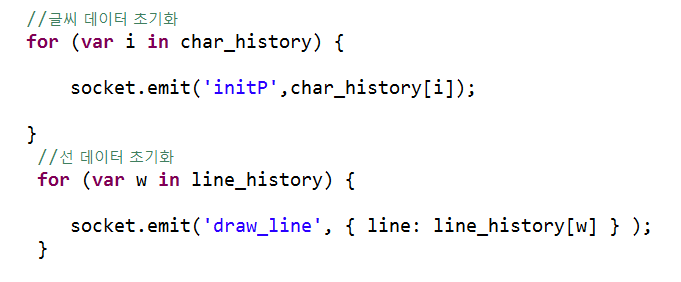 //글씨 데이터 초기화
for (var i in char_history) {
socket.emit('initP',char_history[i]);
}
//선 데이터 초기화
for (var w in line_history) {
socket.emit('draw_line', { line: line_history[w] } );
}